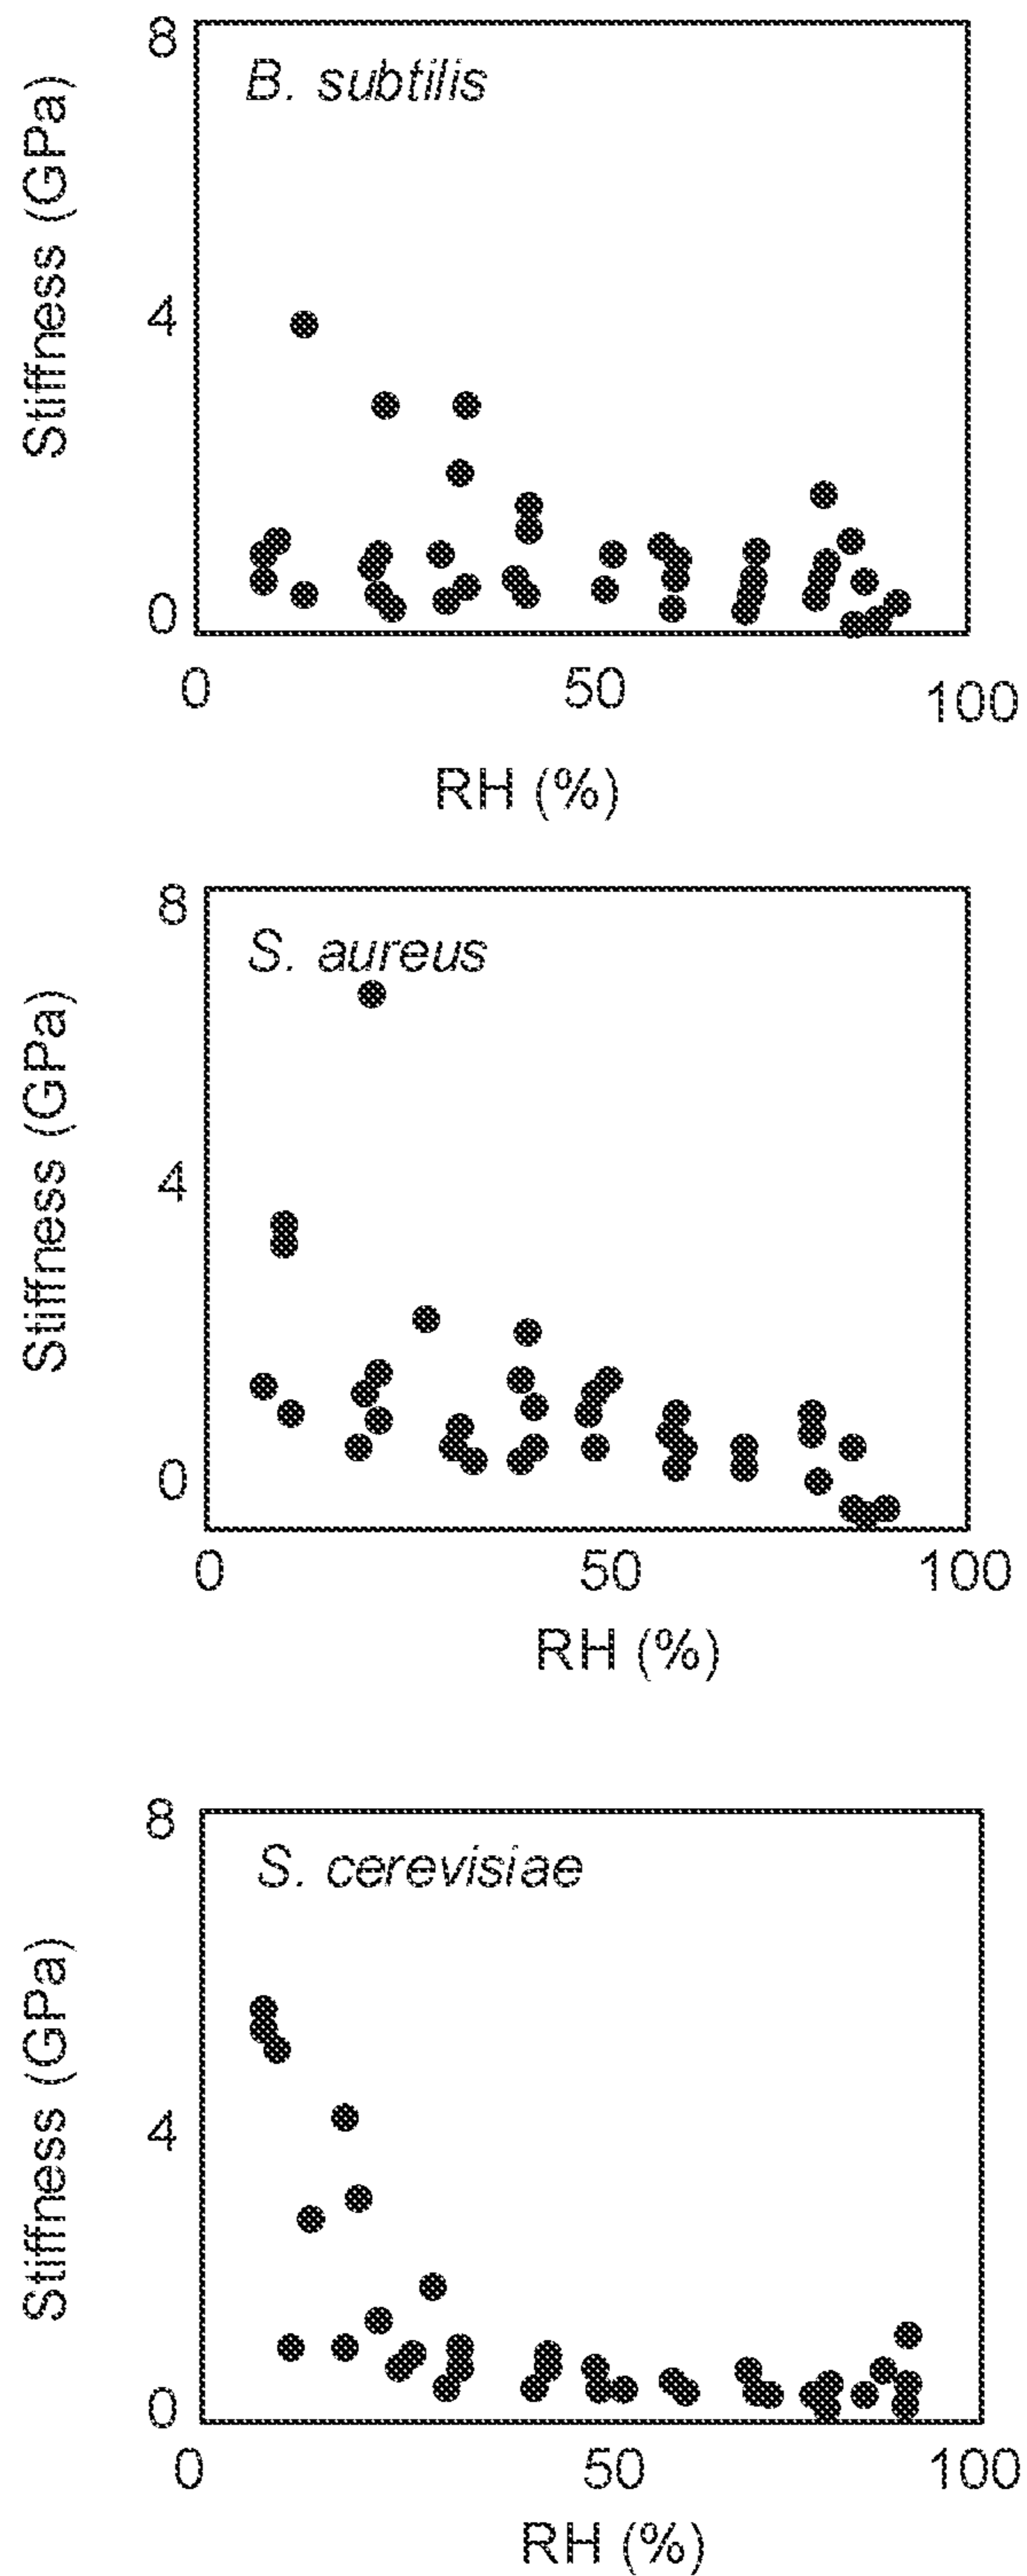 8
B. subtilis
Stiffness (GPa)
4
0
0 50 100
RH (%)
8
S. aureus
Stiffness (GPa)
4
0
0 50 100
RH (%)
8
S. cerevisiae
Stiffness (GPa)
4
0
0 50 100
RH (%)